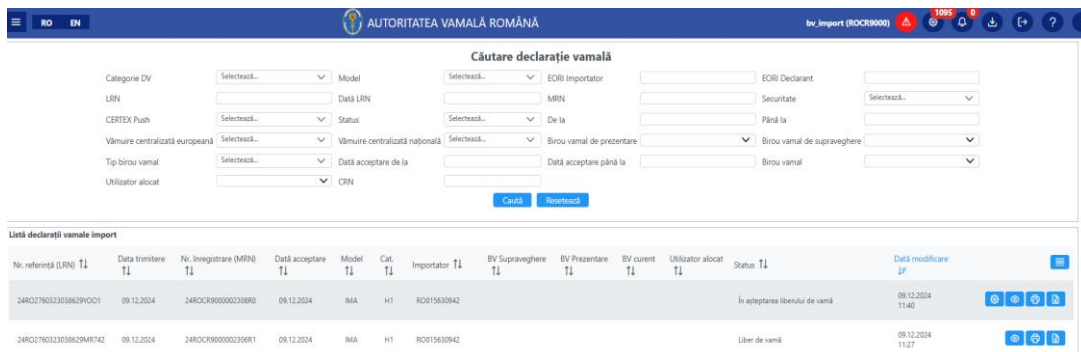 RO EN AUTORITATEA VAMALĂ ROMÂNĂ bv_import (ROCR9000) 1095 0 ?
Căutare declarație vamală
Categorie DV Selectează... Model Selectează... EORI Importator EORI Declarant
LRN Dată LRN MRN Securitate Selectează...
CERTEX Push Selectează... Status Selectează... De la Până la
Vămuire centralizată europeană Selectează... Vămuire centralizată națională Selectează... Birou vamal de prezentare Birou vamal de supraveghere
Tip birou vamal Selectează... Dată acceptare de la Dată acceptare până la Birou vamal
Utilizator alocat CRN
Caută Resetează
Listă declarații vamale import
Nr. referință (LRN) Data trimitere Nr. Inregistrare (MRN) Dată acceptare Model Cat. Importator BV Supraveghere BV Prezentare BV curent Utilizator alocat Status Dată modificare
24RO2760323038629YOO1 09.12.2024 24ROCR9000002308R0 09.12.2024 IMA H1 RO015630942 În așteptarea liberului de vamă 09.12.2024
11:40
24RO2760323038629MR742 09.12.2024 24ROCR9000002306R1 09.12.2024 IMA H1 RO015630942 Liber de vamă 09.12.2024
11:27